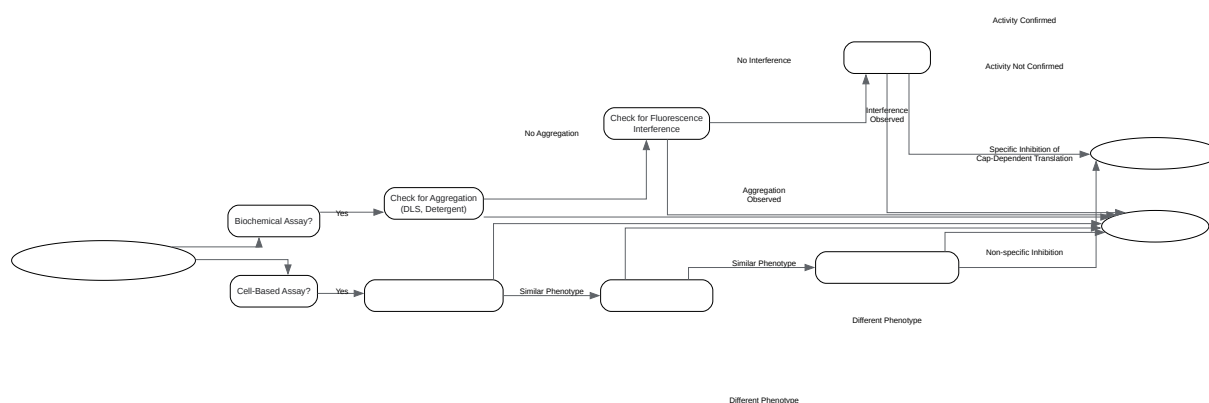 Activity Confirmed
No Interference
Activity Not Confirmed
Interference
Observed
Check for Fluorescence
Interference
No Aggregation
Specific Inhibition of
Cap-Dependent Translation
Aggregation
Observed
Check for Aggregation
(DLS, Detergent)
Yes
Biochemical Assay?
Non-specific Inhibition
Similar Phenotype
Cell-Based Assay?
Yes
Similar Phenotype
Different Phenotype
Different Phenotype